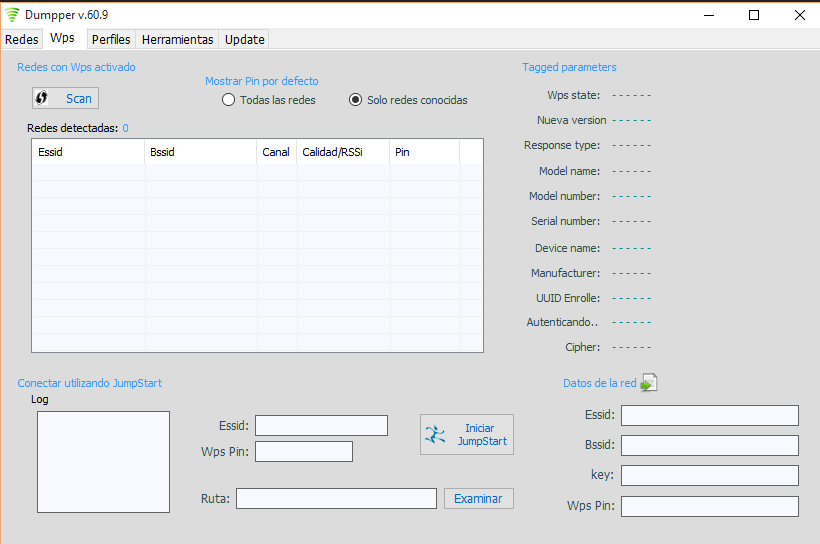 Dumpper v.60.9
Redes Wps Perfiles Herramientas Update
Redes con Wps activado
Scan
Mostrar Pin por defecto
Todas las redes
Solo redes conocidas
Redes detectadas: 0
Essid Bssid Canal Calidad/RSSi Pin
Tagged parameters
Wps state: ------
Nueva version ------
Response type: ------
Model name: ------
Model number: ------
Serial number: ------
Device name: ------
Manufacturer: ------
UUID Enrolle: ------
Autenticando.. ------
Cipher: ------
Conectar utilizando JumpStart
Log
Essid:
Wps Pin:
Iniciar
JumpStart
Ruta:
Examinar
Datos de la red
Essid:
Bssid:
key:
Wps Pin: